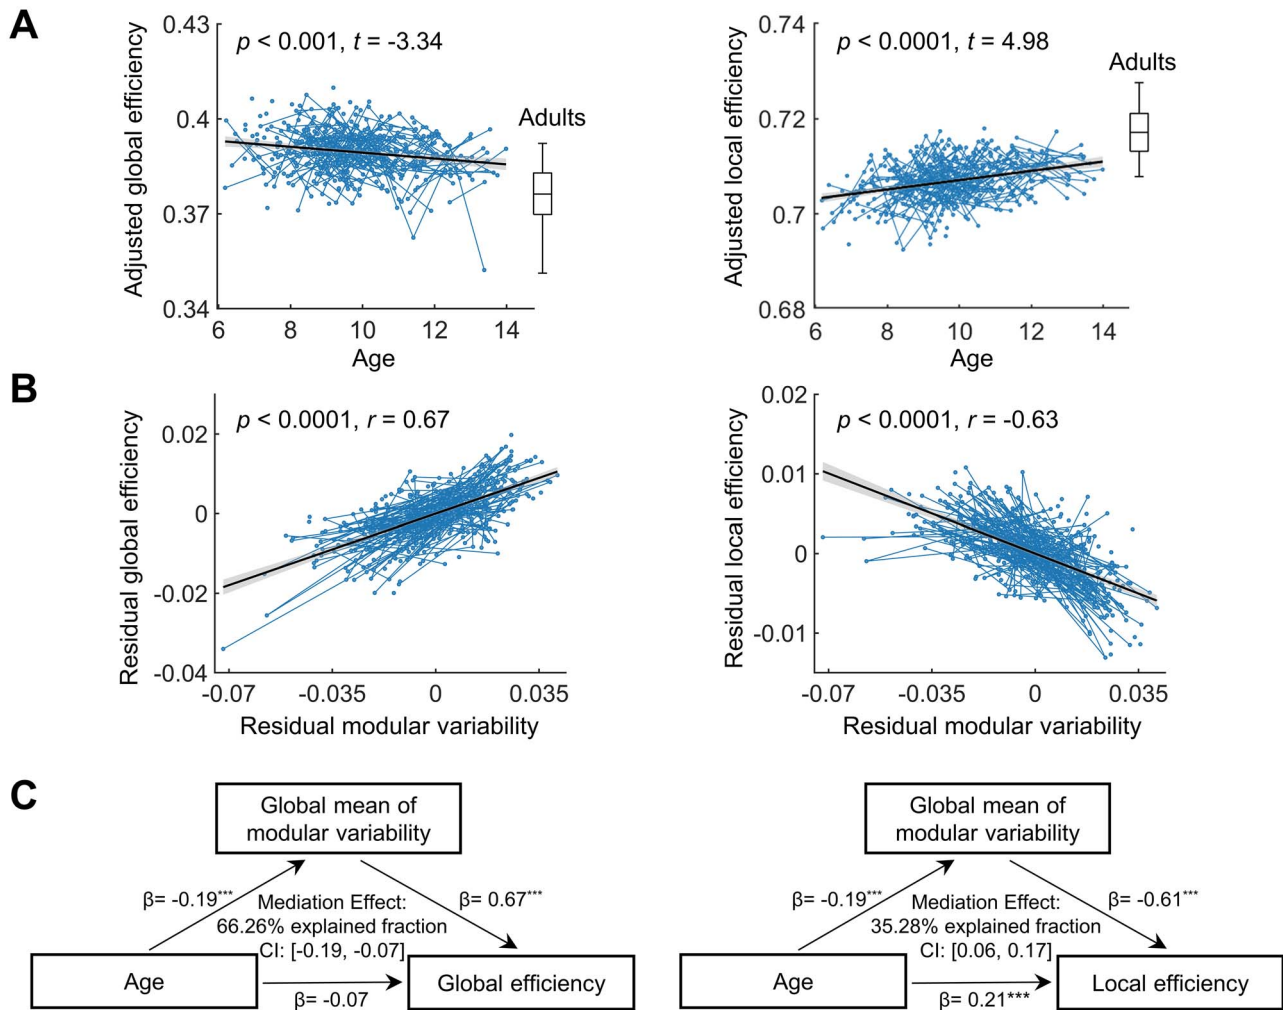 A
p < 0.001, t = -3.34
Adults
Adjusted global efficiency
0.43
0.4
0.37
0.34
6 8 10 12 14
Age
p < 0.0001, t = 4.98
Adults
Adjusted local efficiency
0.74
0.72
0.7
0.68
6 8 10 12 14
Age
B
p < 0.0001, r = 0.67
Residual global efficiency
0.02
0
-0.02
-0.04
-0.07 -0.035 0 0.035
Residual modular variability
p < 0.0001, r = -0.63
Residual local efficiency
0.02
0.01
0
-0.01
-0.07 -0.035 0 0.035
Residual modular variability
C
Global mean of
modular variability
β= -0.19***
β= 0.67***
Mediation Effect:
66.26% explained fraction
CI: [-0.19, -0.07]
Age
Global efficiency
β= -0.07
Global mean of
modular variability
β= -0.19***
β= -0.61***
Mediation Effect:
35.28% explained fraction
CI: [0.06, 0.17]
Age
Local efficiency
β= 0.21***